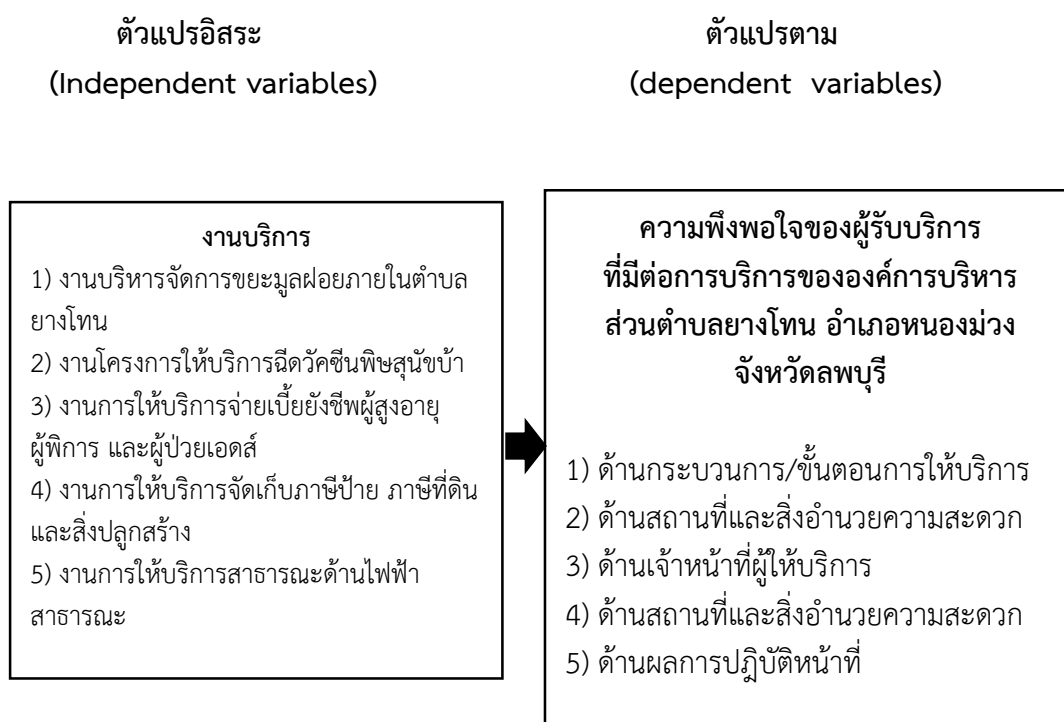 ตัวแปรอิสระ
(Independent variables)
ตัวแปรตาม
(dependent variables)
งานบริการ
1) งานบริหารจัดการขยะมูลฝอยภายในตำบล
ยางโทน
2) งานโครงการให้บริการฉีดวัคซีนพิษสุนัขบ้า
3) งานการให้บริการจ่ายเบี้ยยังชีพผู้สูงอายุ
ผู้พิการ และผู้ป่วยเอดส์
4) งานการให้บริการจัดเก็บภาษีป้าย ภาษีที่ดิน
และสิ่งปลูกสร้าง
5) งานการให้บริการสาธารณะด้านไฟฟ้า
สาธารณะ
ความพึงพอใจของผู้รับบริการ
ที่มีต่อการบริการขององค์การบริหาร
ส่วนตำบลยางโทน อำเภอหนองม่วง
จังหวัดลพบุรี
1) ด้านกระบวนการ/ขั้นตอนการให้บริการ
2) ด้านสถานที่และสิ่งอำนวยความสะดวก
3) ด้านเจ้าหน้าที่ผู้ให้บริการ
4) ด้านสถานที่และสิ่งอำนวยความสะดวก
5) ด้านผลการปฎิบัติหน้าที่